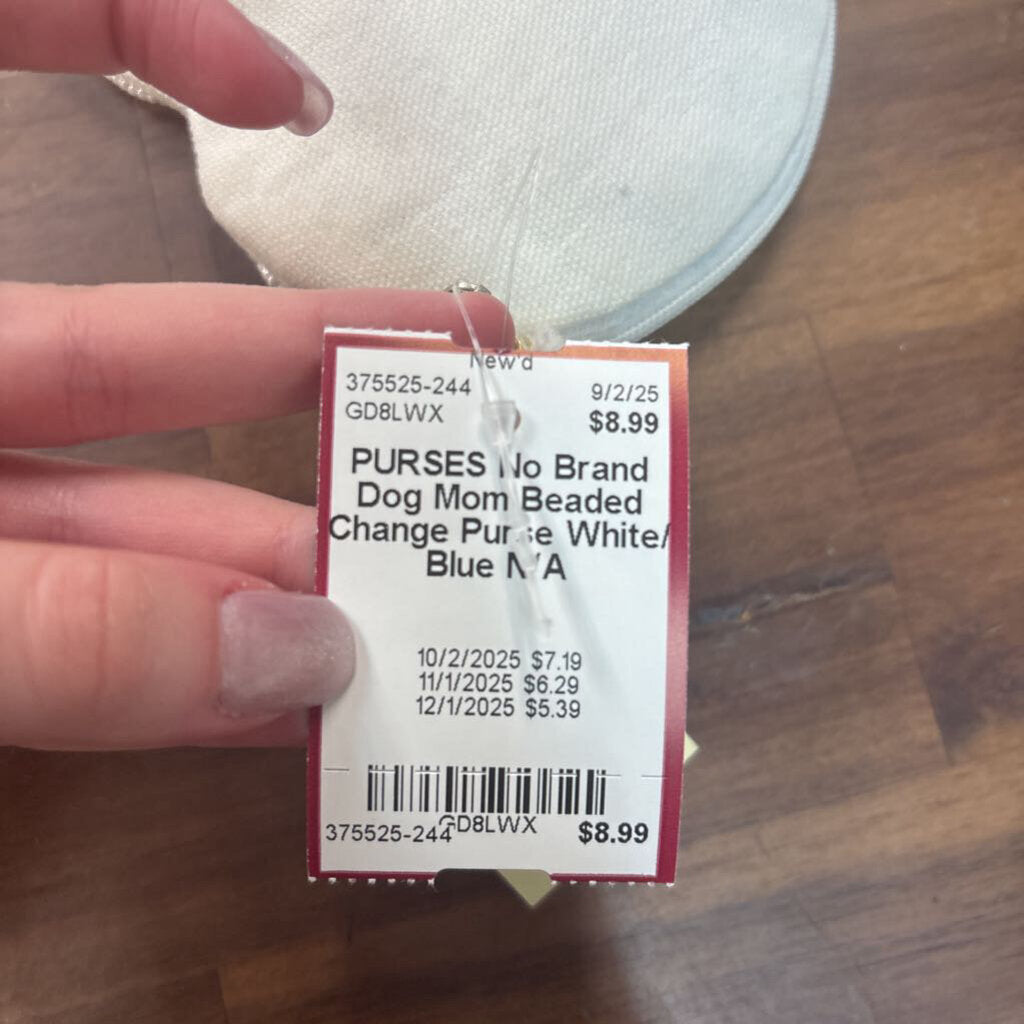 New'd
375525-244 9/2/25
GD8LWX $8.99
PURSES No Brand
Dog Mom Beaded
Change Purse White/
Blue N/A
10/2/2025 $7.19
11/1/2025 $6.29
12/1/2025 $5.39
GD8LWX
375525-244 $8.99